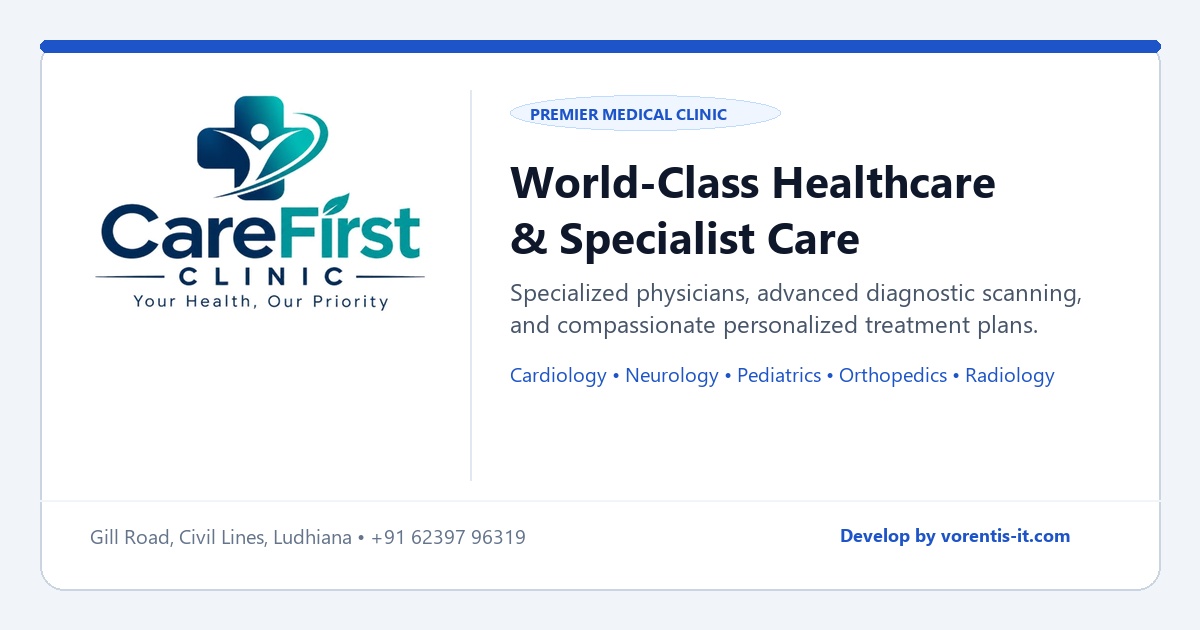 CareFirst
CLINIC
Your Health, Our Priority
PREMIER MEDICAL CLINIC
World-Class Healthcare
& Specialist Care
Specialized physicians, advanced diagnostic scanning,
and compassionate personalized treatment plans.
Cardiology • Neurology • Pediatrics • Orthopedics • Radiology
Gill Road, Civil Lines, Ludhiana • +91 62397 96319
Develop by vorentis-it.com